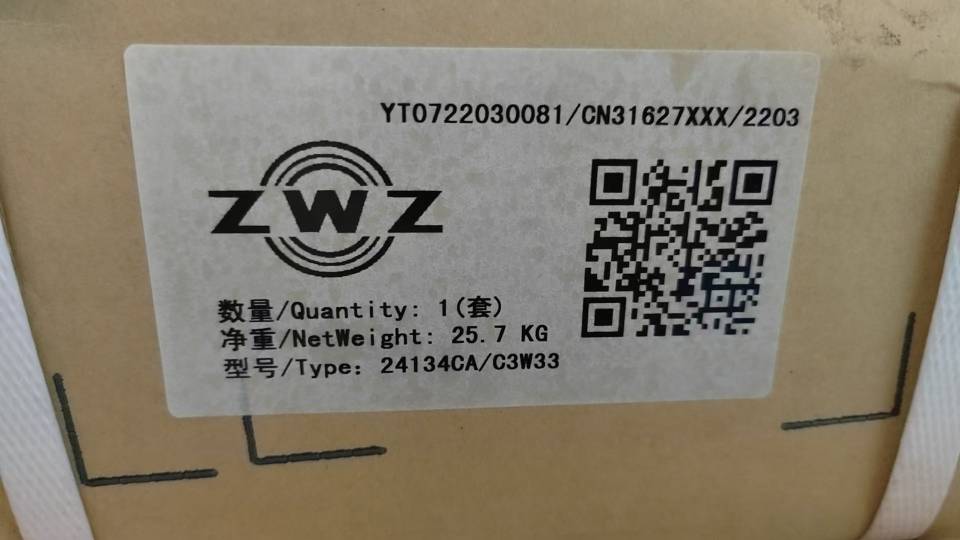 YT0722030081/CN31627XXX/2203
ZWZ
数量/Quantity: 1(套)
净重/NetWeight: 25.7 KG
型号/Type: 24134CA/C3W33